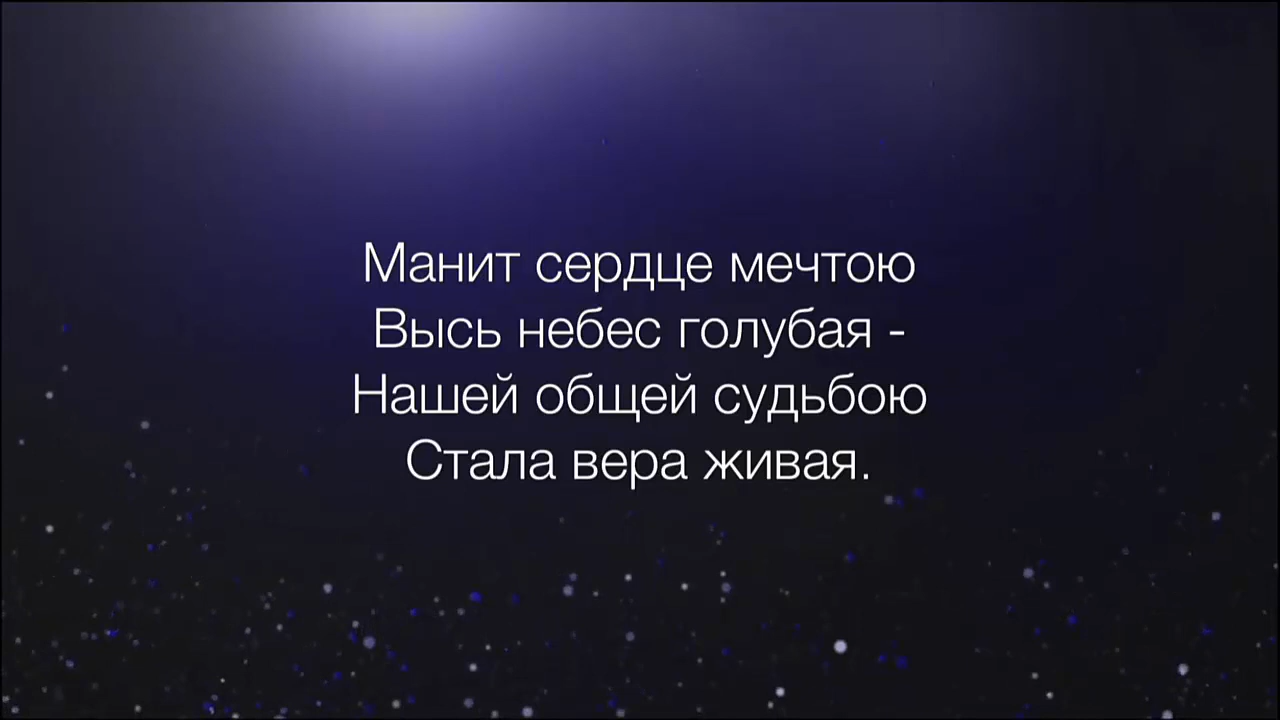 Манит сердце мечтою
Высь небес голубая -
Нашей общей судьбою
Стала вера живая.